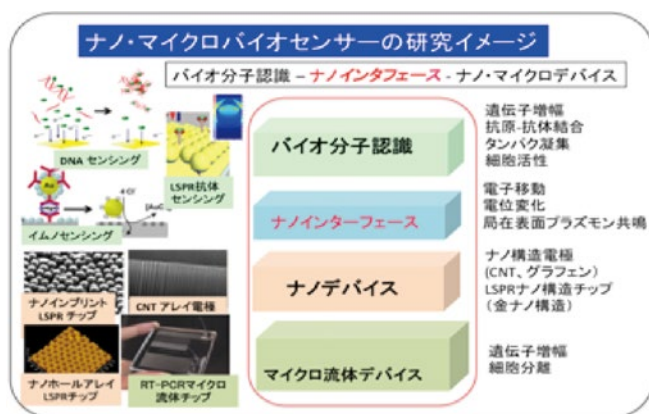 ナノ・マイクロバイオセンサーの研究イメージ
バイオ分子認識 – ナノインタフェース - ナノ・マイクロデバイス
DNA センシング
LSPR抗体
センシング
Au
イムノセンシング
ナノインプリント
LSPR チップ
CNT アレイ電極
ナノホールアレイ
LSPRチップ
RT-PCRマイクロ
流体チップ
バイオ分子認識
ナノインターフェース
ナノデバイス
マイクロ流体デバイス
遺伝子増幅
抗原-抗体結合
タンパク凝集
細胞活性
電子移動
電位変化
局在表面プラズモン共鳴
ナノ構造電極
(CNT、グラフェン)
LSPRナノ構造チップ
(金ナノ構造)
遺伝子増幅
細胞分離